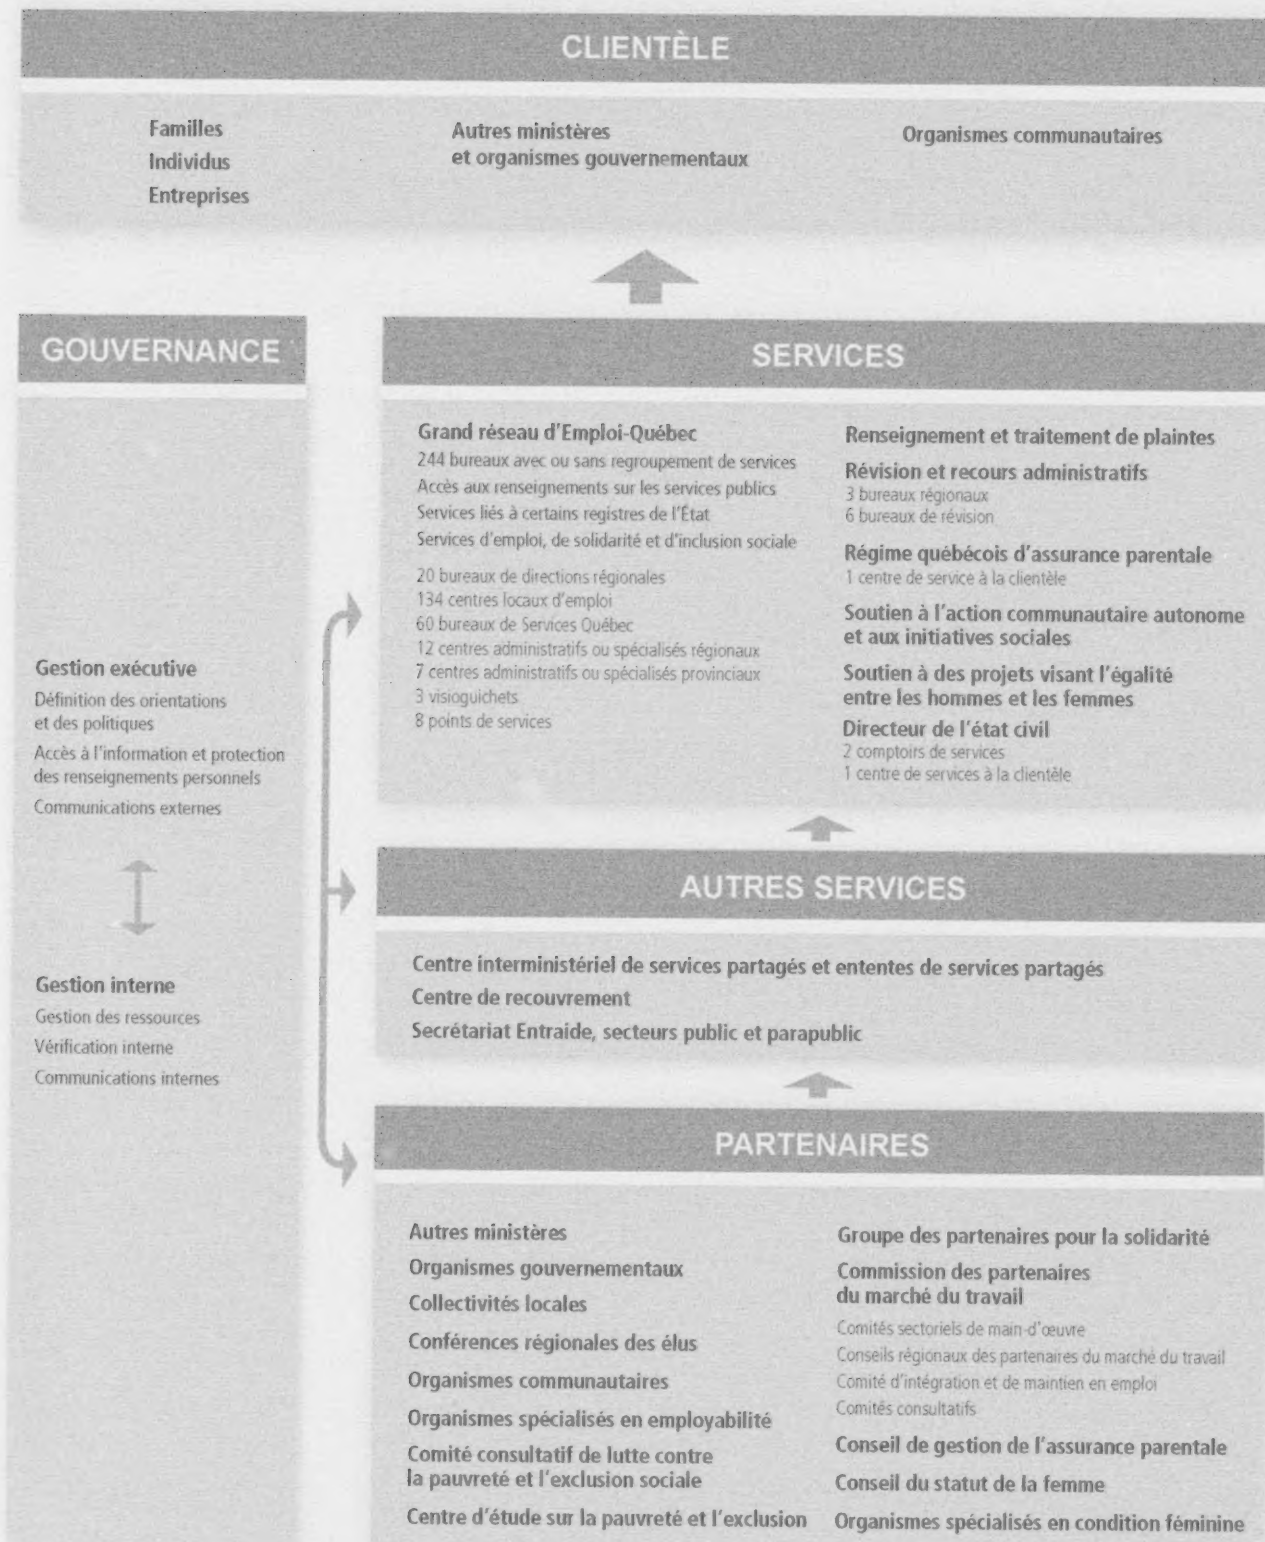 CLIENTÈLE
Familles
Individus
Entreprises
Autres ministères
et organismes gouvernementaux
Organismes communautaires
GOUVERNANCE
Gestion exécutive
Définition des orientations
et des politiques
Accès à l'information et protection
des renseignements personnels
Communications externes
Gestion interne
Gestion des ressources
Vérification interne
Communications internes
SERVICES
Grand réseau d'Emploi-Québec
244 bureaux avec ou sans regroupement de services
Accès aux renseignements sur les services publics
Services liés à certains registres de l'État
Services d'emploi, de solidarité et d'inclusion sociale
20 bureaux de directions régionales
134 centres locaux d'emploi
60 bureaux de Services Québec
12 centres administratifs ou spécialisés régionaux
7 centres administratifs ou spécialisés provinciaux
3 visioguichets
8 points de services
Renseignement et traitement de plaintes
Révision et recours administratifs
3 bureaux régionaux
6 bureaux de révision
Régime québécois d'assurance parentale
1 centre de service à la clientèle
Soutien à l'action communautaire autonome
et aux initiatives sociales
Soutien à des projets visant l'égalité
entre les hommes et les femmes
Directeur de l'état civil
2 comptoirs de services
1 centre de services à la clientèle
AUTRES SERVICES
Centre interministériel de services partagés et ententes de services partagés
Centre de recouvrement
Secrétariat Entraide, secteurs public et parapublic
PARTENAIRES
Autres ministères
Organismes gouvernementaux
Collectivités locales
Conférences régionales des élus
Organismes communautaires
Organismes spécialisés en employabilité
Comité consultatif de lutte contre
la pauvreté et l'exclusion sociale
Centre d'étude sur la pauvreté et l'exclusion
Groupe des partenaires pour la solidarité
Commission des partenaires
du marché du travail
Comités sectoriels de main-d'œuvre
Conseils régionaux des partenaires du marché du travail
Comité d'intégration et de maintien en emploi
Comités consultatifs
Conseil de gestion de l'assurance parentale
Conseil du statut de la femme
Organismes spécialisés en condition féminine